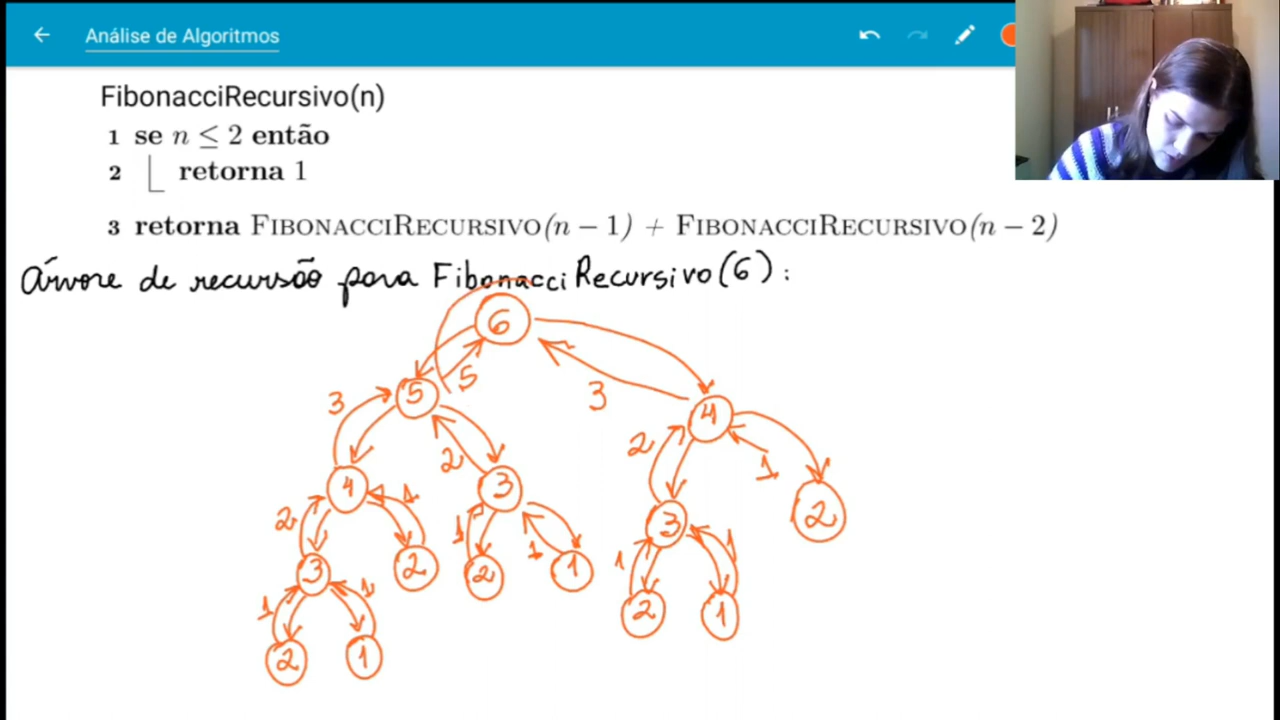 Análise de Algoritmos
FibonacciRecursivo(n)
1 se n ≤ 2 então
2 retorna 1
3 retorna FIBONACCIRECURSIVO(n − 1) + FIBONACCIRECURSIVO(n − 2)
Árvore de recursão para FibonacciRecursivo(6):
6
5
3 5 3 4
2 2 1
4 3 2
2 1 3
1 1 1 1
3 2 2 1
1 1 2 1
2 1